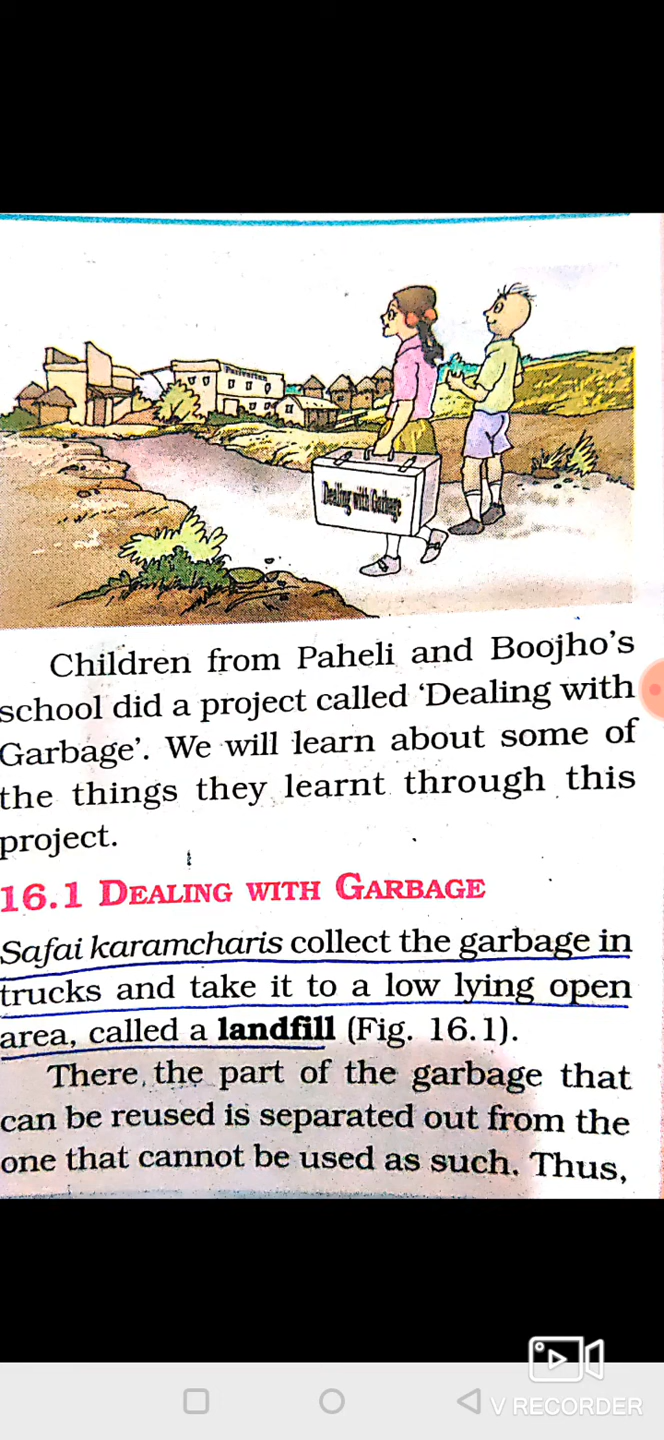 Panivaran
Dealing with Garbage
Children from Paheli and Boojho's
school did a project called 'Dealing with
Garbage'. We will learn about some of
the things they learnt through this
project.
16.1 DEALING WITH GARBAGE
Safai karamcharis collect the garbage in
trucks and take it to a low lying open
area, called a landfill (Fig. 16.1).
There, the part of the garbage that
can be reused is separated out from the
one that cannot be used as such. Thus,
V RECORDER